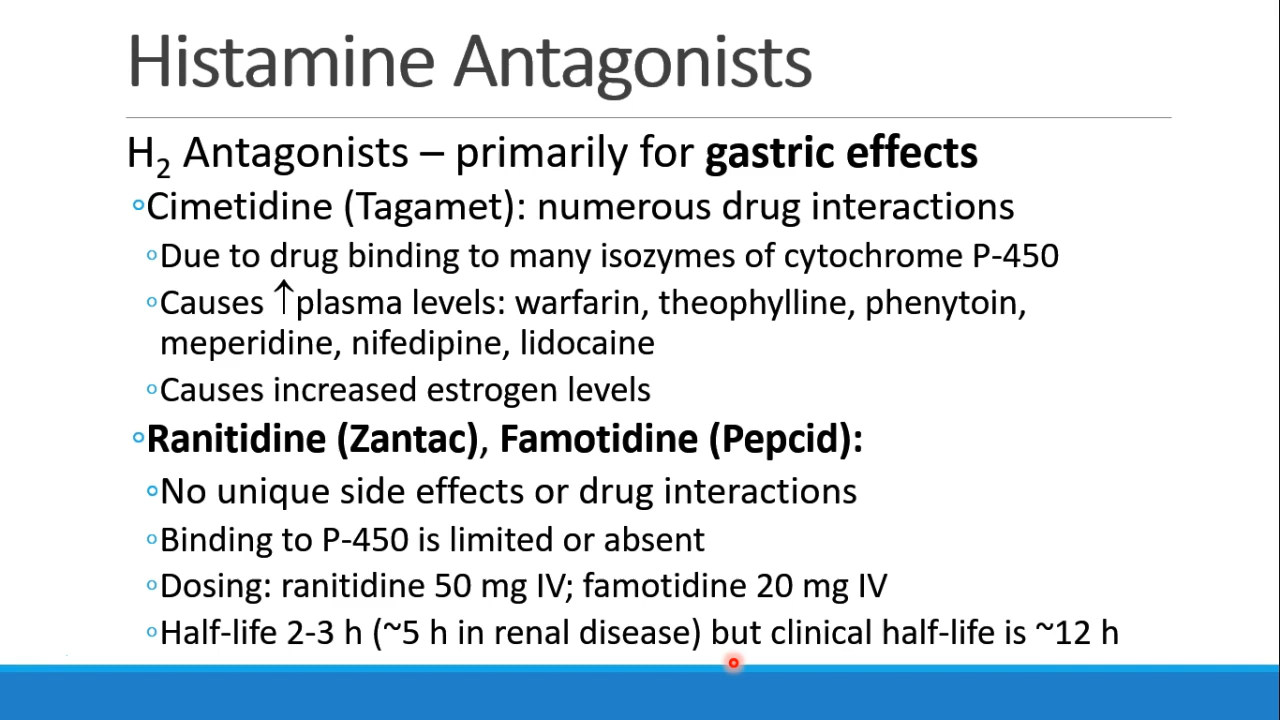 Histamine Antagonists
H₂ Antagonists – primarily for gastric effects
◦Cimetidine (Tagamet): numerous drug interactions
◦Due to drug binding to many isozymes of cytochrome P-450
◦Causes ↑plasma levels: warfarin, theophylline, phenytoin,
meperidine, nifedipine, lidocaine
◦Causes increased estrogen levels
◦Ranitidine (Zantac), Famotidine (Pepcid):
◦No unique side effects or drug interactions
◦Binding to P-450 is limited or absent
◦Dosing: ranitidine 50 mg IV; famotidine 20 mg IV
◦Half-life 2-3 h (~5 h in renal disease) but clinical half-life is ~12 h